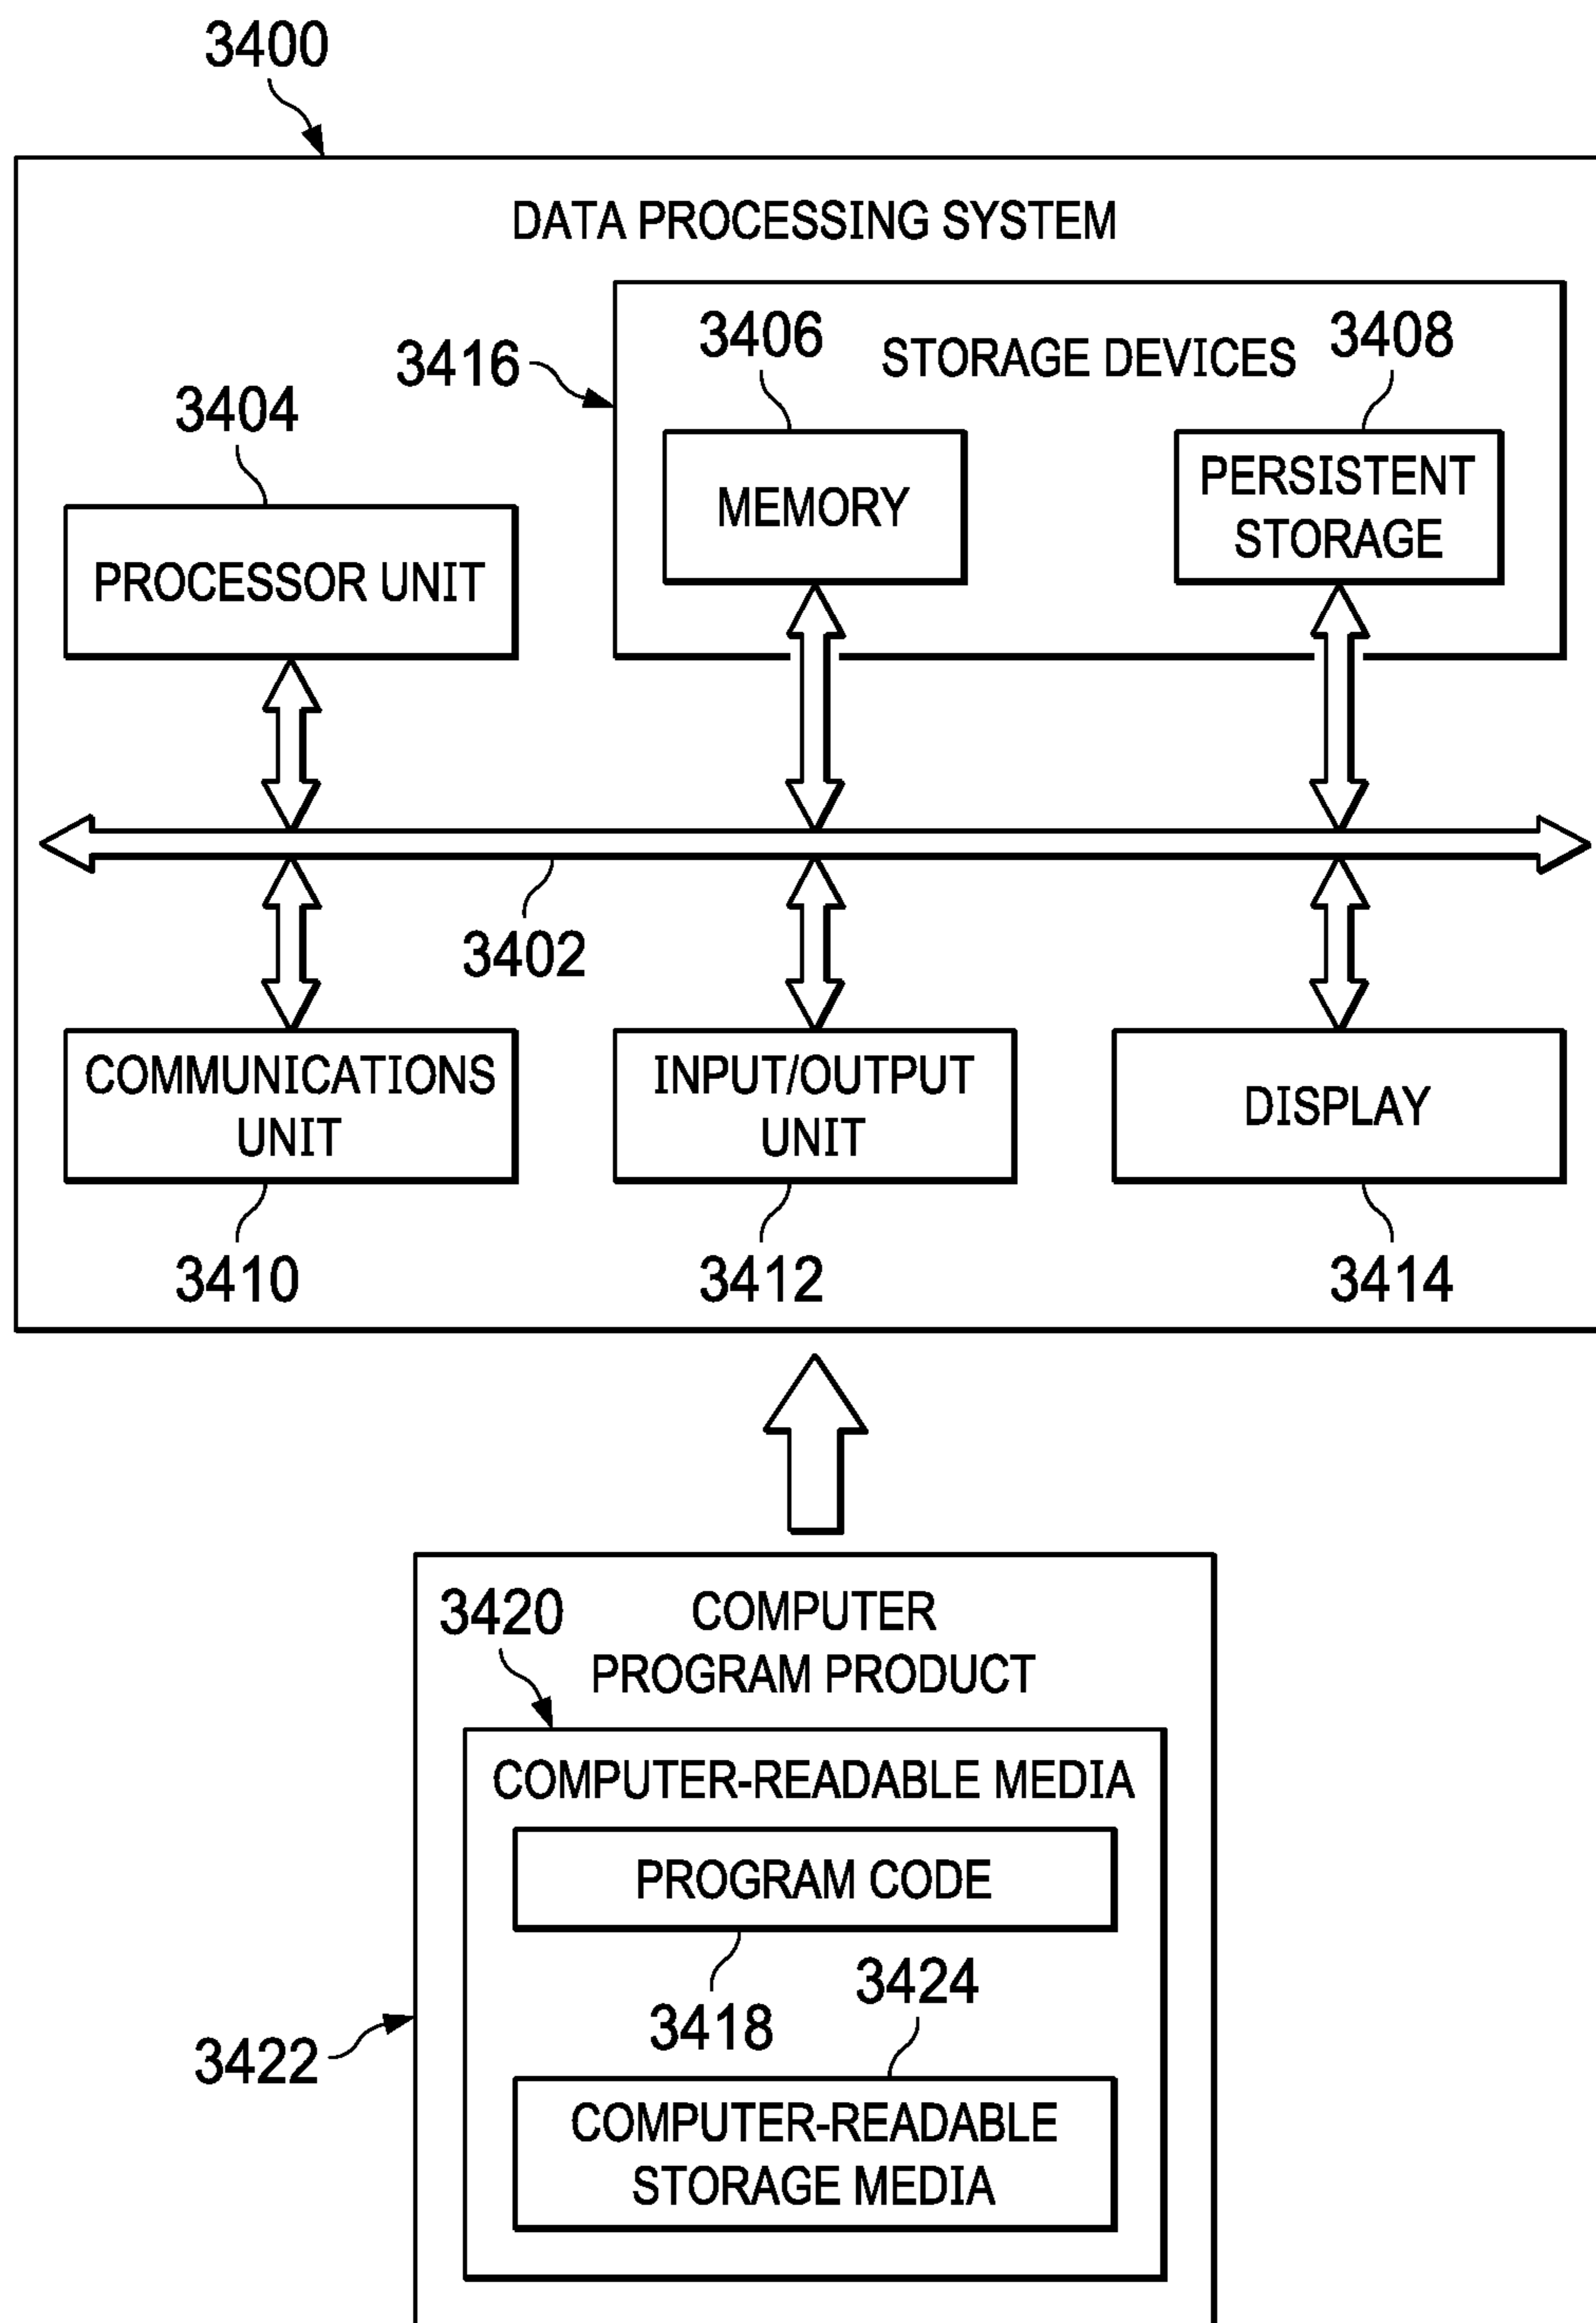 3400
DATA PROCESSING SYSTEM
3416
3406
STORAGE DEVICES
3408
3404
MEMORY
PERSISTENT
STORAGE
PROCESSOR UNIT
3402
COMMUNICATIONS
UNIT
INPUT/OUTPUT
UNIT
DISPLAY
3410
3412
3414
3420
COMPUTER
PROGRAM PRODUCT
COMPUTER-READABLE MEDIA
PROGRAM CODE
3418
3424
3422
COMPUTER-READABLE
STORAGE MEDIA